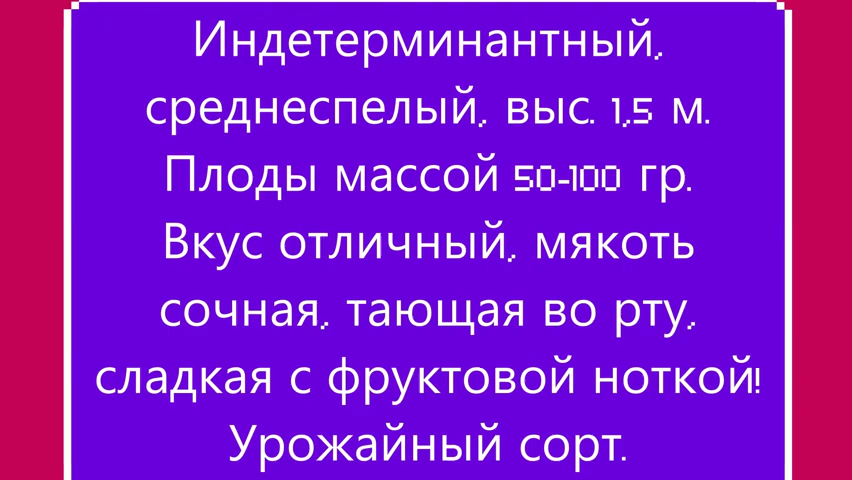 Индетерминантный,
среднеспелый, выс. 1,5 м.
Плоды массой 50-100 гр.
Вкус отличный, мякоть
сочная, тающая во рту,
сладкая с фруктовой ноткой!
Урожайный сорт.